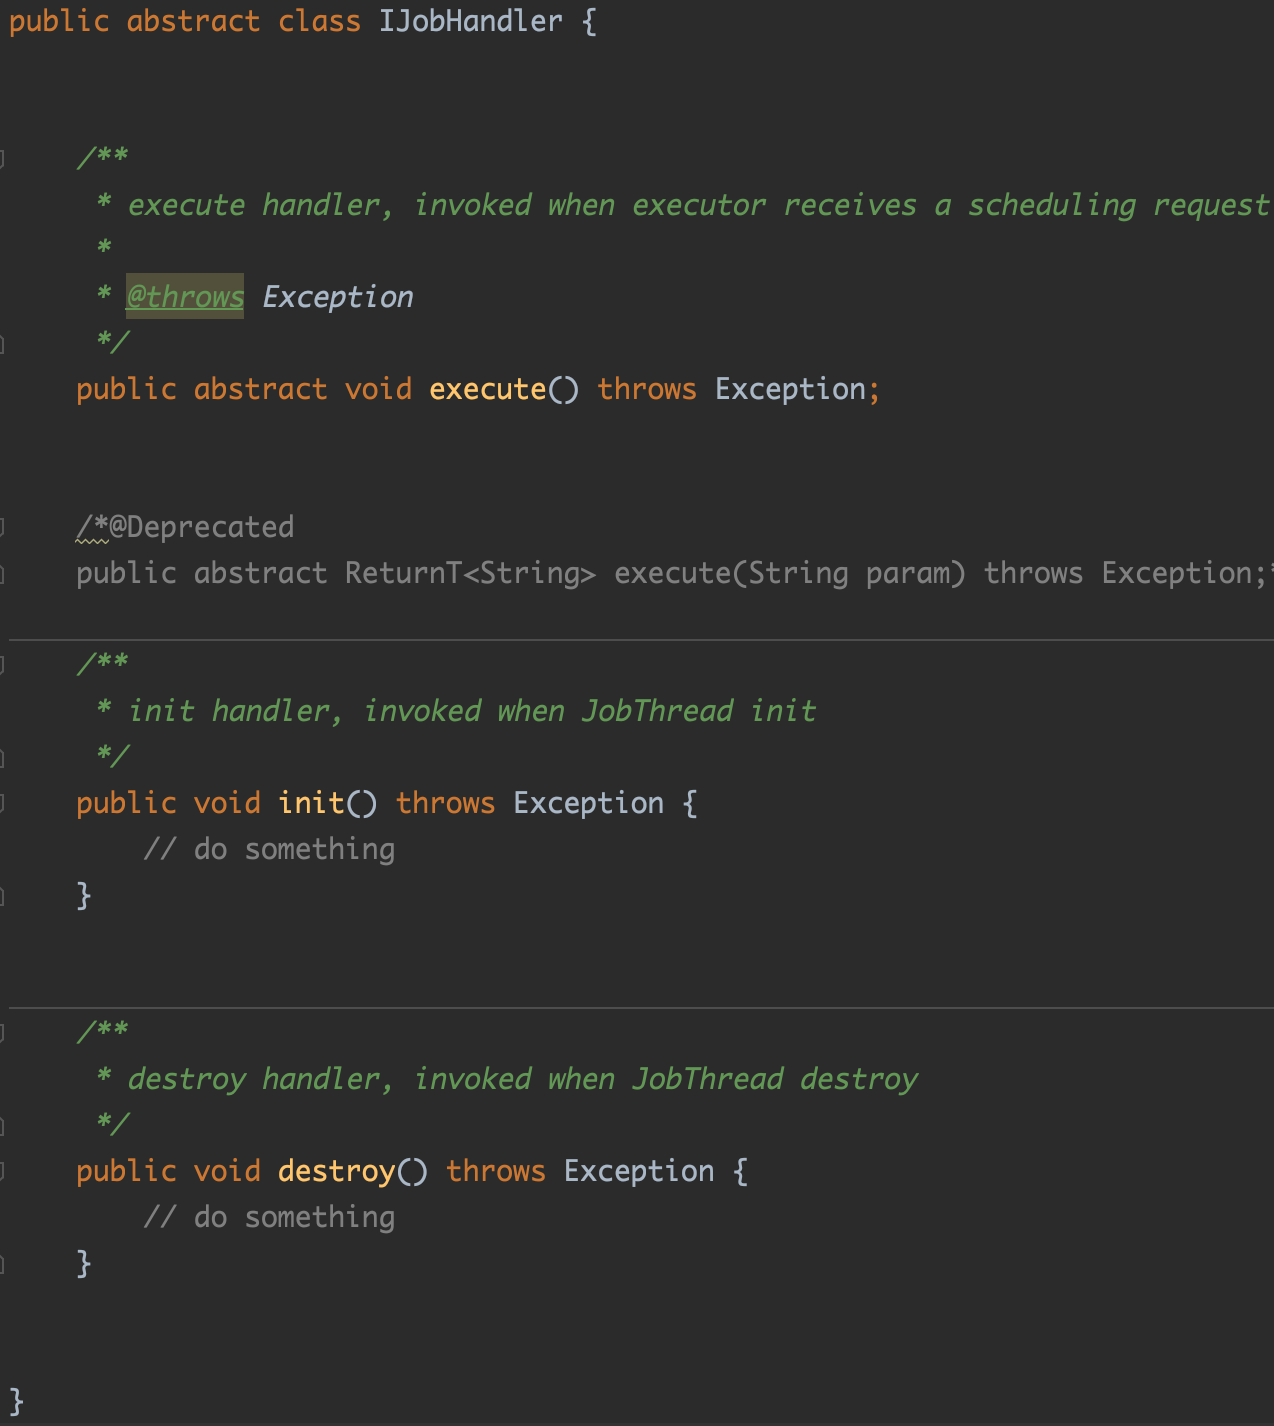 public abstract class IJobHandler {
/**
* execute handler, invoked when executor receives a scheduling request
*
* @throws Exception
*/
public abstract void execute() throws Exception;
/*@Deprecated
public abstract ReturnT<String> execute(String param) throws Exception;*
/**
* init handler, invoked when JobThread init
*/
public void init() throws Exception {
// do something
}
/**
* destroy handler, invoked when JobThread destroy
*/
public void destroy() throws Exception {
// do something
}
}